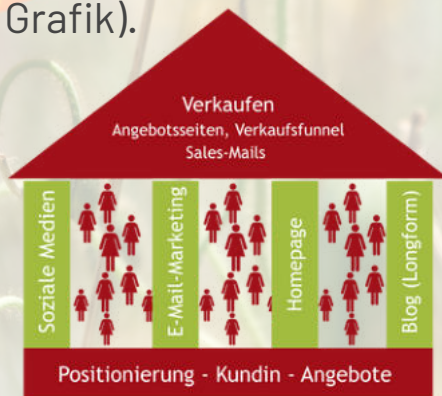 Grafik).
Verkaufen
Angebotsseiten, Verkaufsfunnel
Sales-Mails
Soziale Medien
E-Mail-Marketing
Homepage
Blog (Longform)
Positionierung - Kundin - Angebote